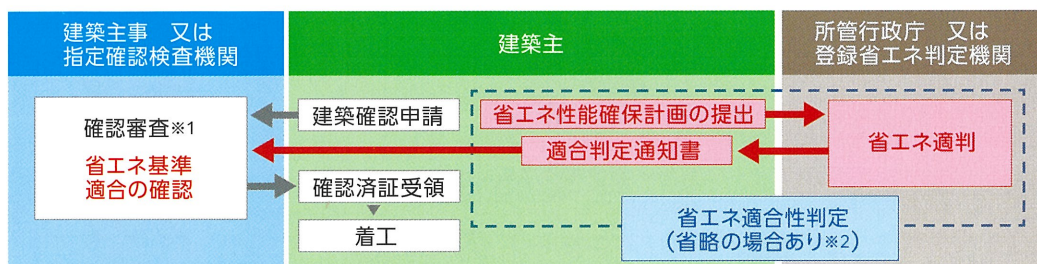 建築主事　又は
指定確認検査機関
建築主
所管行政庁　又は
登録省エネ判定機関
確認審査※1
省エネ基準
適合の確認
建築確認申請
省エネ性能確保計画の提出
適合判定通知書
省エネ適判
確認済証受領
着工
省エネ適合性判定
（省略の場合あり※2）